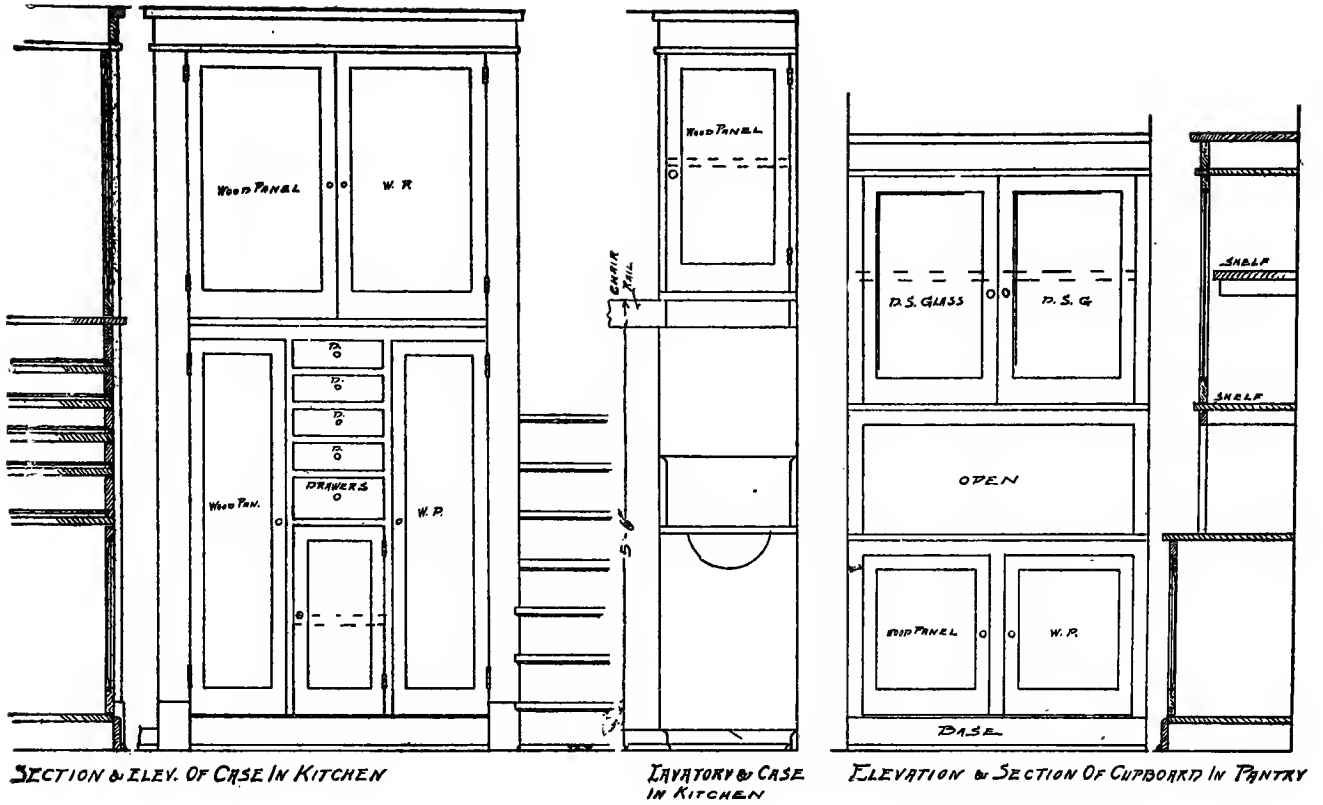 WOOD PANEL
W. P.
D.
D.
D.
D.
DRAWERS
WOOD PAN.
W. P.
SECTION & ELEV. OF CASE IN KITCHEN
WOOD PANEL
CHAIR
RAIL
5-6"
LAVATORY & CASE
IN KITCHEN
D. S. GLASS
D. S. G
OPEN
WOOD PANEL
W. P.
BASE
SHELF
SHELF
ELEVATION & SECTION OF CUPBOARD IN PANTRY